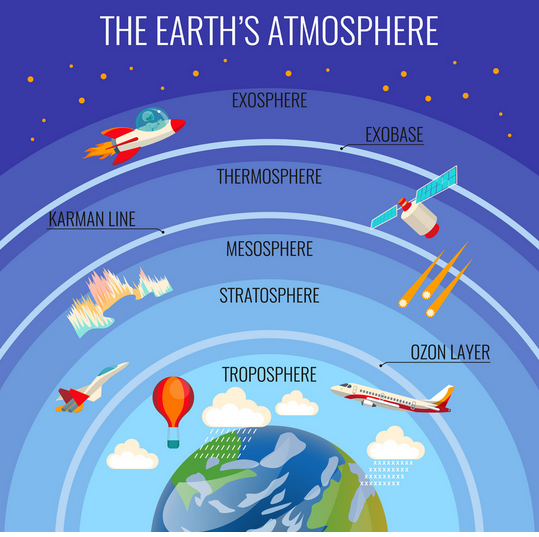 THE EARTH'S ATMOSPHERE
EXOSPHERE
EXOBASE
THERMOSPHERE
KARMAN LINE
MESOSPHERE
STRATOSPHERE
OZON LAYER
TROPOSPHERE